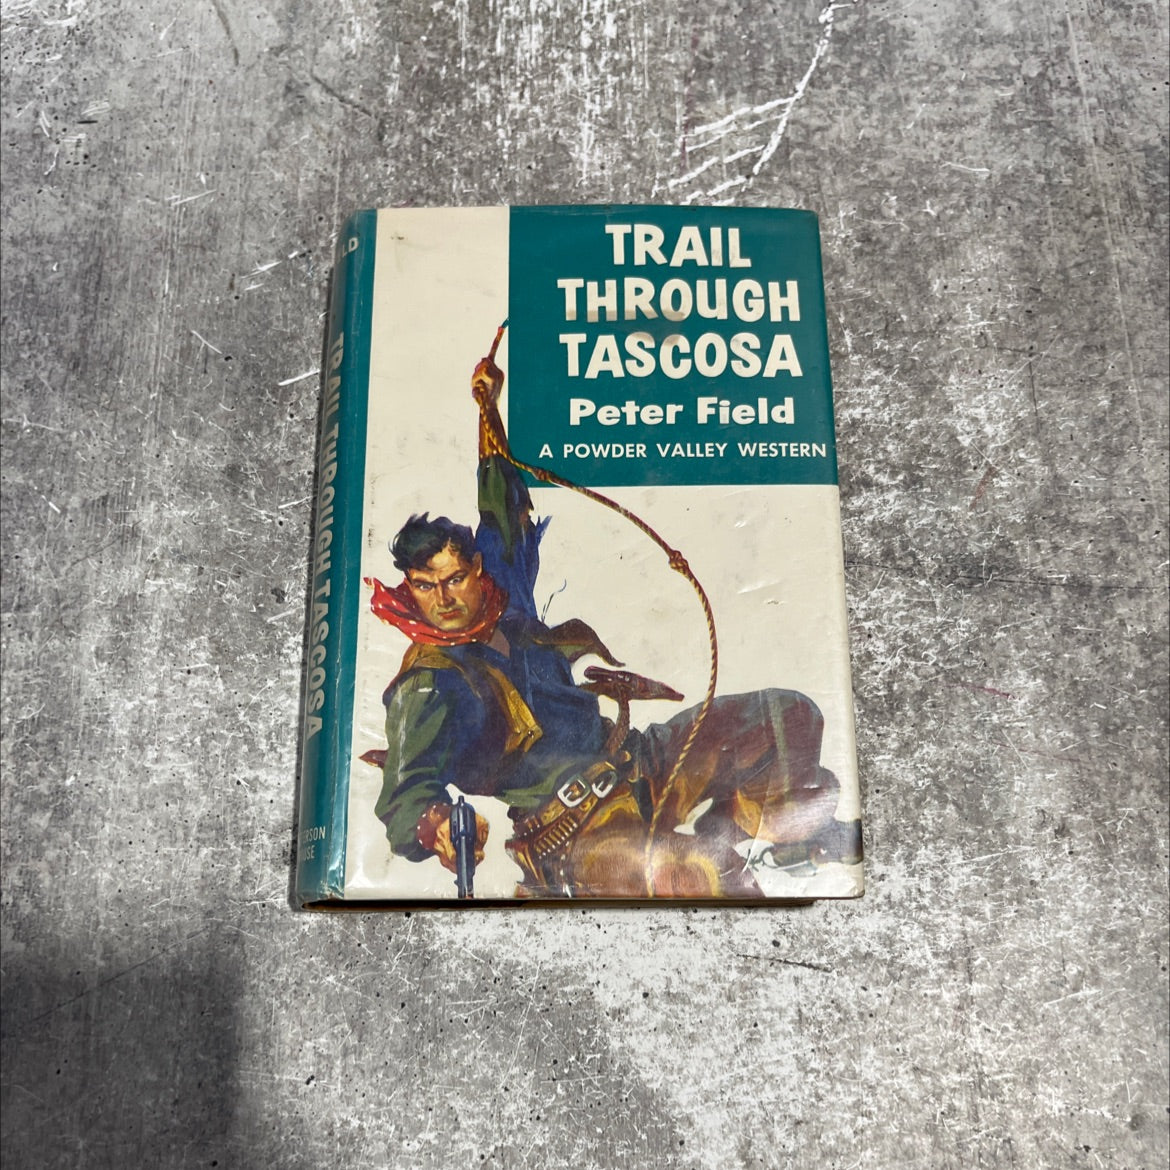 TRAIL
THROUGH
TASCOSA
Peter Field
A POWDER VALLEY WESTERN
TRAIL THROUGH TASCOSA